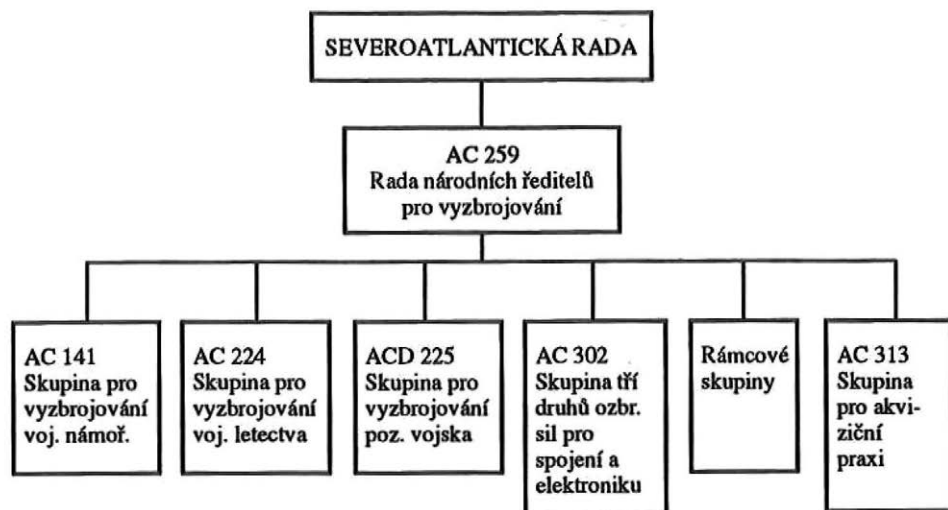 SEVEROATLANTICKÁ RADA
AC 259
Rada národních ředitelů
pro vyzbrojování
AC 141
Skupina pro
vyzbrojování
voj. námoř.
AC 224
Skupina pro
vyzbrojování
voj. letectva
ACD 225
Skupina pro
vyzbrojování
poz. vojska
AC 302
Skupina tří
druhů ozbr.
sil pro
spojení a
elektroniku
Rámcové
skupiny
AC 313
Skupina
pro akvi-
ziční
praxi